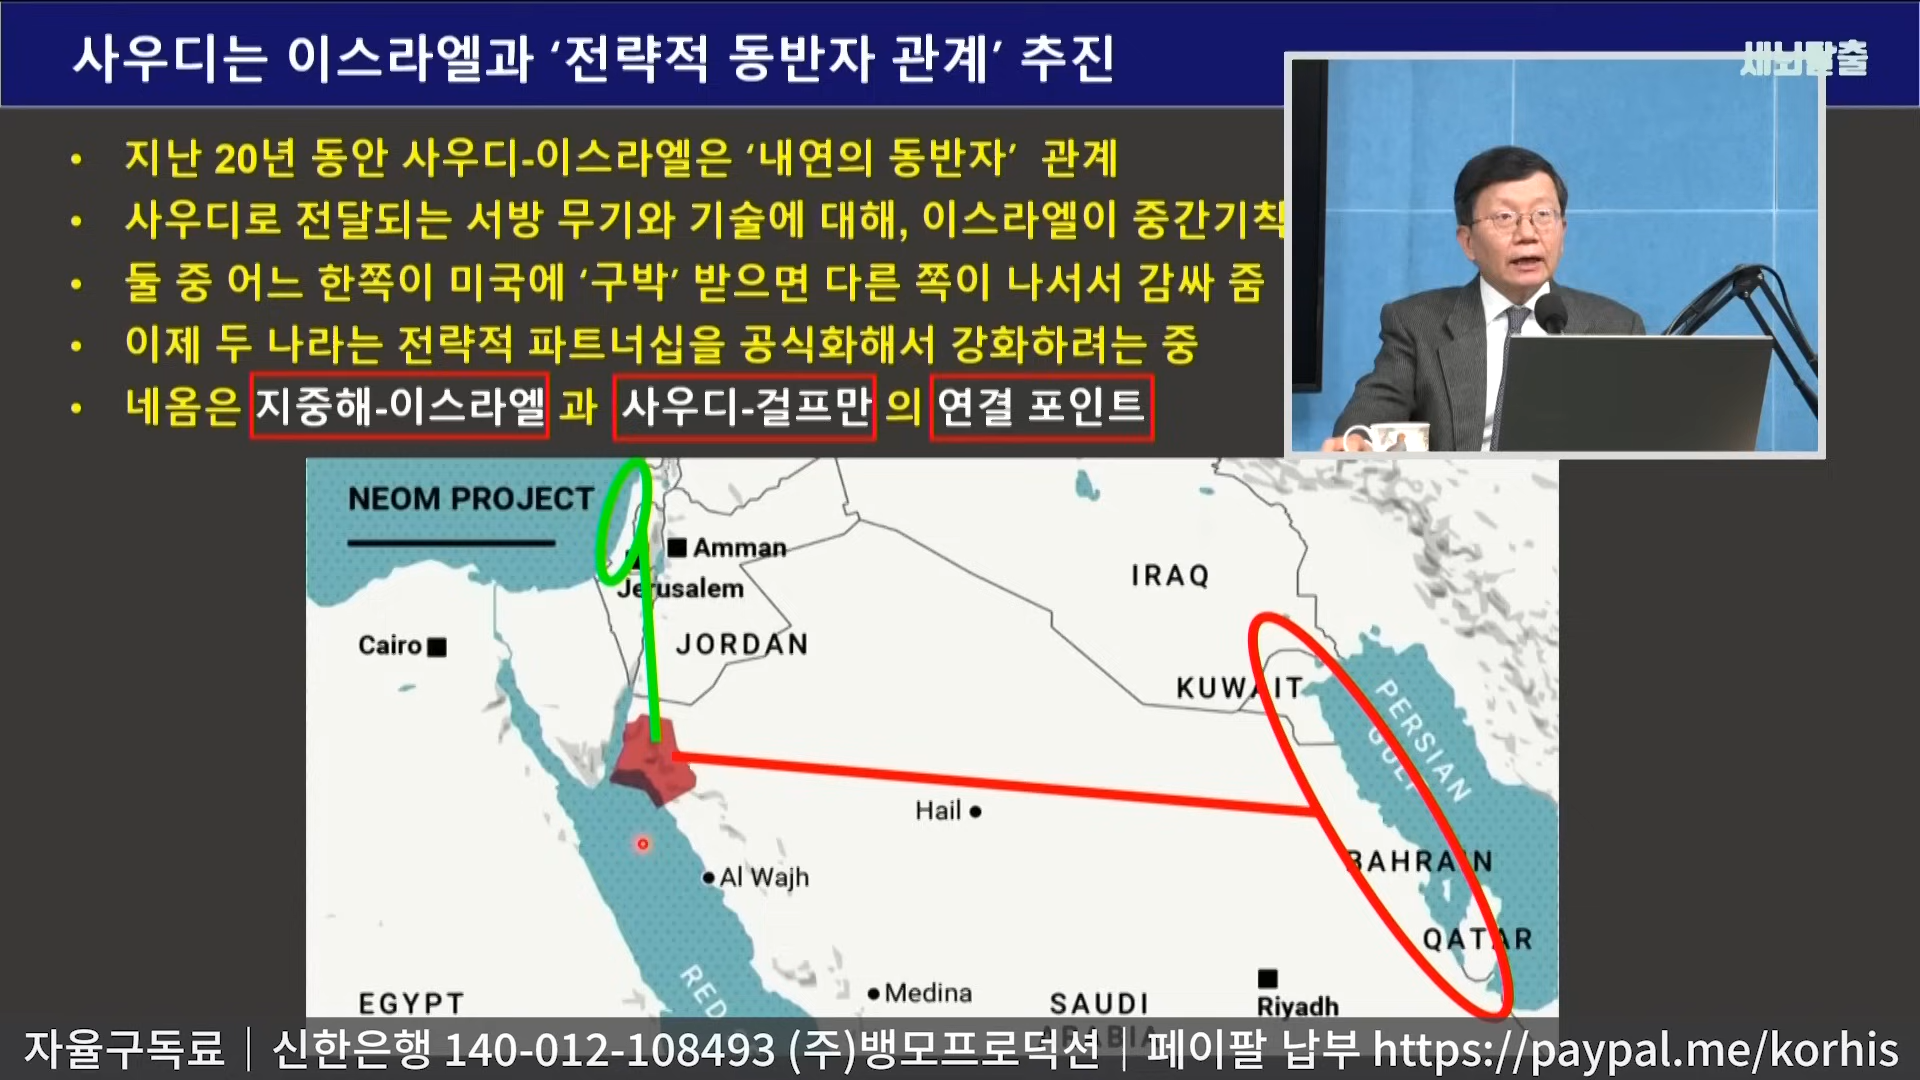 사우디는 이스라엘과 ‘전략적 동반자 관계’ 추진
세뇌탈출
• 지난 20년 동안 사우디-이스라엘은 ‘내연의 동반자’ 관계
• 사우디로 전달되는 서방 무기와 기술에 대해, 이스라엘이 중간기착
• 둘 중 어느 한쪽이 미국에 ‘구박’ 받으면 다른 쪽이 나서서 감싸 줌
• 이제 두 나라는 전략적 파트너십을 공식화해서 강화하려는 중
• 네옴은 지중해-이스라엘 과 사우디-걸프만 의 연결 포인트
NEOM PROJECT
Amman
Jerusalem
IRAQ
Cairo
JORDAN
KUWAIT
PERSIAN
GULF
Hail
BAHRAIN
Al Wajh
QATAR
RED
Medina
EGYPT
SAUDI
ARABIA
Riyadh
자율구독료 | 신한은행 140-012-108493 (주)뱅모프로덕션 | 페이팔 납부 https://paypal.me/korhis